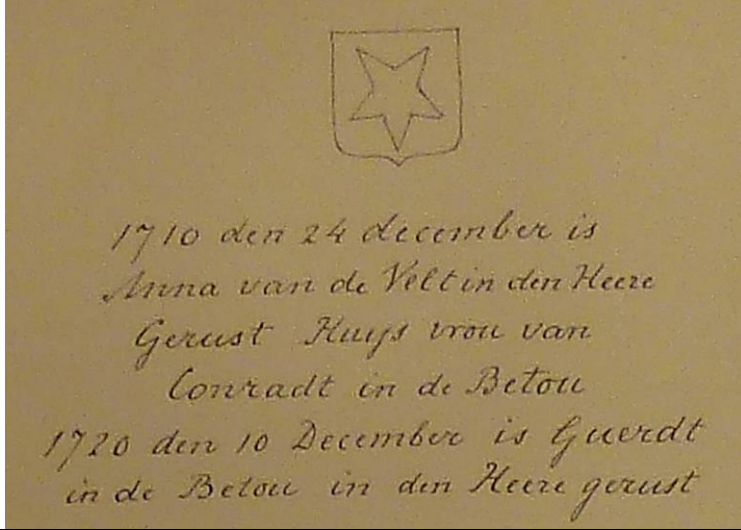 1710 den 24 december is
Anna van de Velt in den Heere
Gerust Huijs vrou van
Conradt in de Betou
1720 den 10 December is Guerdt
in de Betou in den Heere gerust